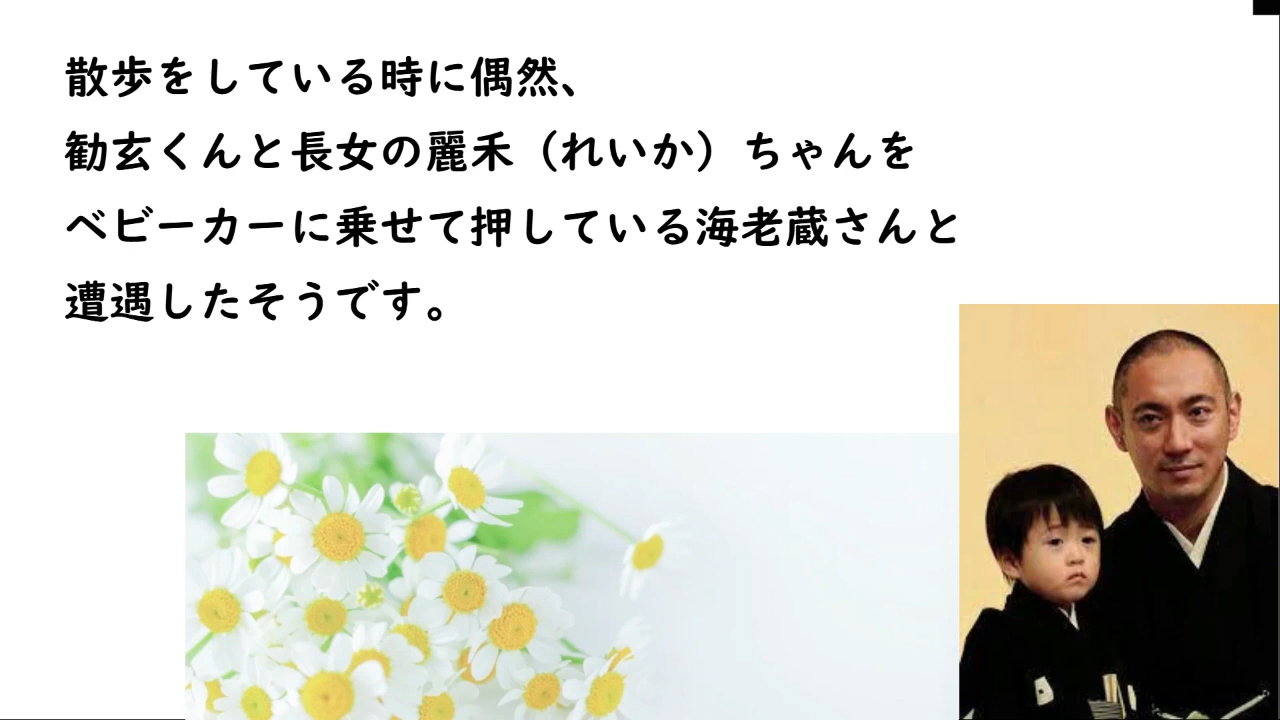 散歩をしている時に偶然、
勸玄くんと長女の麗禾（れいか）ちゃんを
ベビーカーに乗せて押している海老蔵さんと
遭遇したそうです。